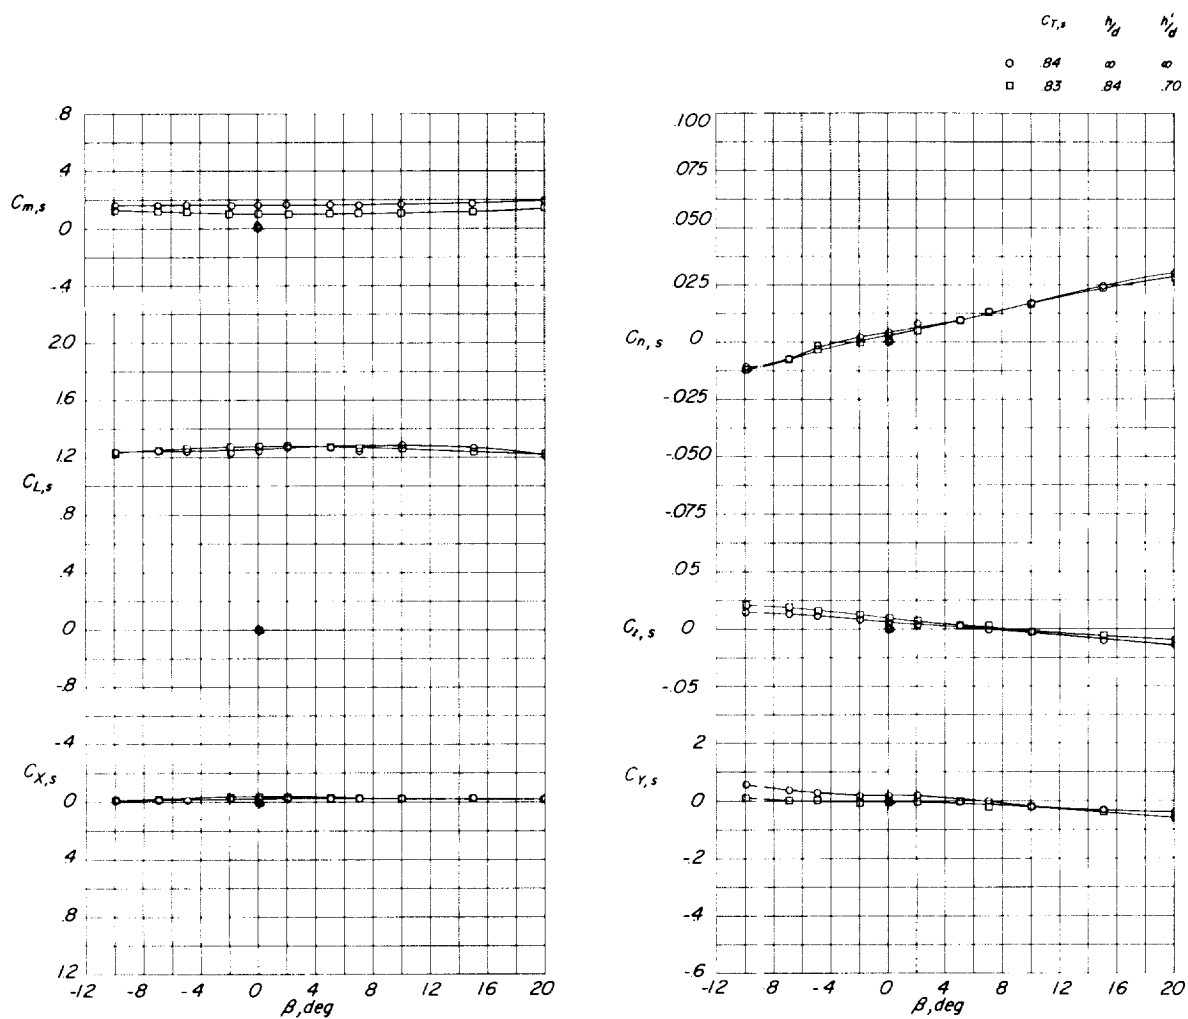 C_T,s h/d h'/d
.84 ∞ ∞
.83 .84 .70
.8
.4
C_m,s
0
-.4
2.0
1.6
1.2
C_L,s
.8
.4
0
-.8
-.4
C_X,s
0
.4
.8
1.2
-12 -8 -4 0 4 8 12 16 20
β, deg
.100
.075
.050
.025
C_n,s
0
-.025
-.050
-.075
.05
C_l,s
0
-.05
.2
C_Y,s
0
-.2
-.4
-.6
-12 -8 -4 0 4 8 12 16 20
β, deg